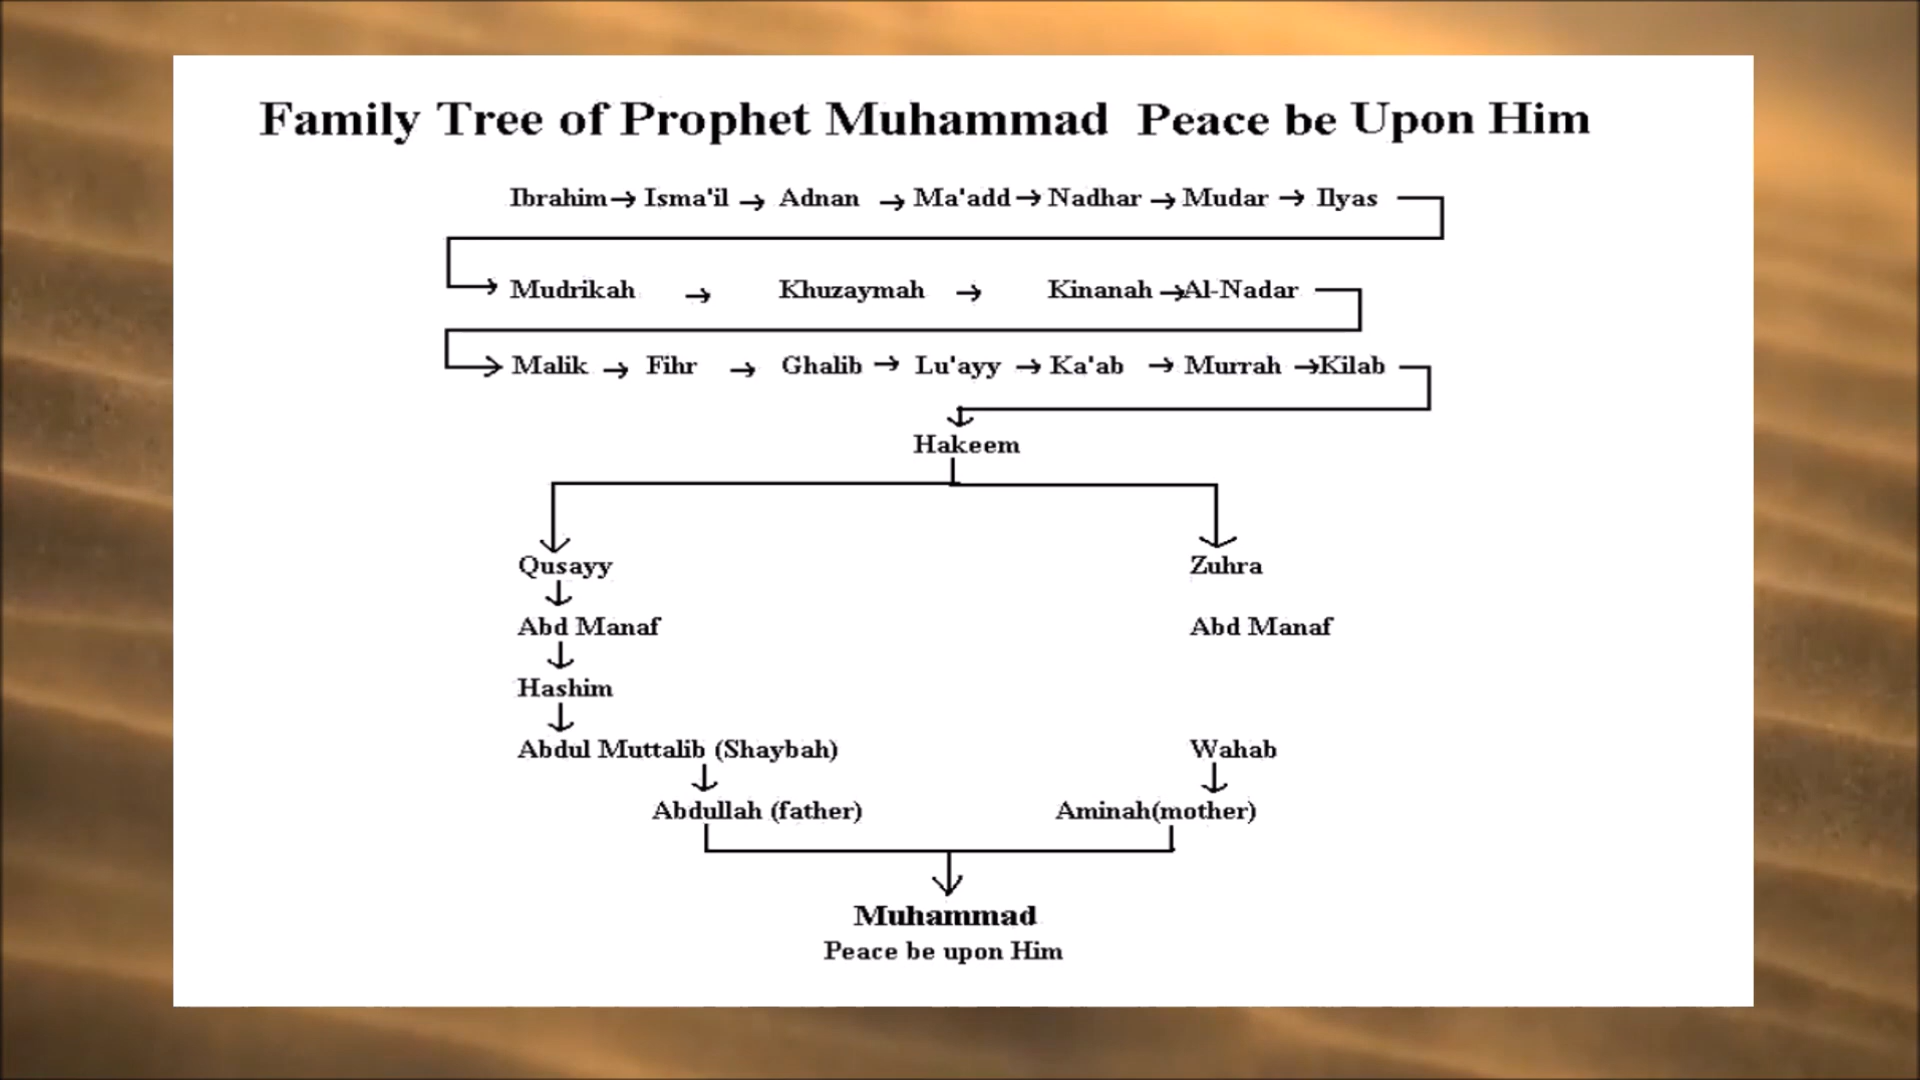 Family Tree of Prophet Muhammad Peace be Upon Him
Ibrahim → Isma'il → Adnan → Ma'add → Nadhar → Mudar → Ilyas
Mudrikah → Khuzaymah → Kinanah → Al-Nadar
Malik → Fihr → Ghalib → Lu'ayy → Ka'ab → Murrah → Kilab
Hakeem
Qusayy Zuhra
Abd Manaf Abd Manaf
Hashim
Abdul Muttalib (Shaybah) Wahab
Abdullah (father) Aminah(mother)
Muhammad
Peace be upon Him